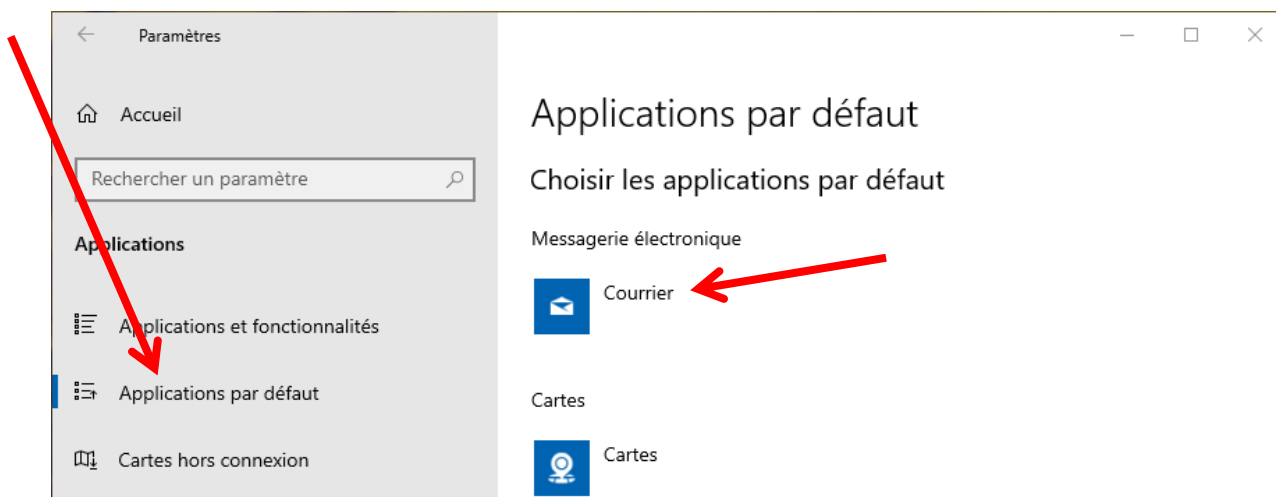 Paramètres
Accueil
Rechercher un paramètre
Applications
Applications et fonctionnalités
Applications par défaut
Cartes hors connexion
Applications par défaut
Choisir les applications par défaut
Messagerie électronique
Courrier
Cartes
Cartes